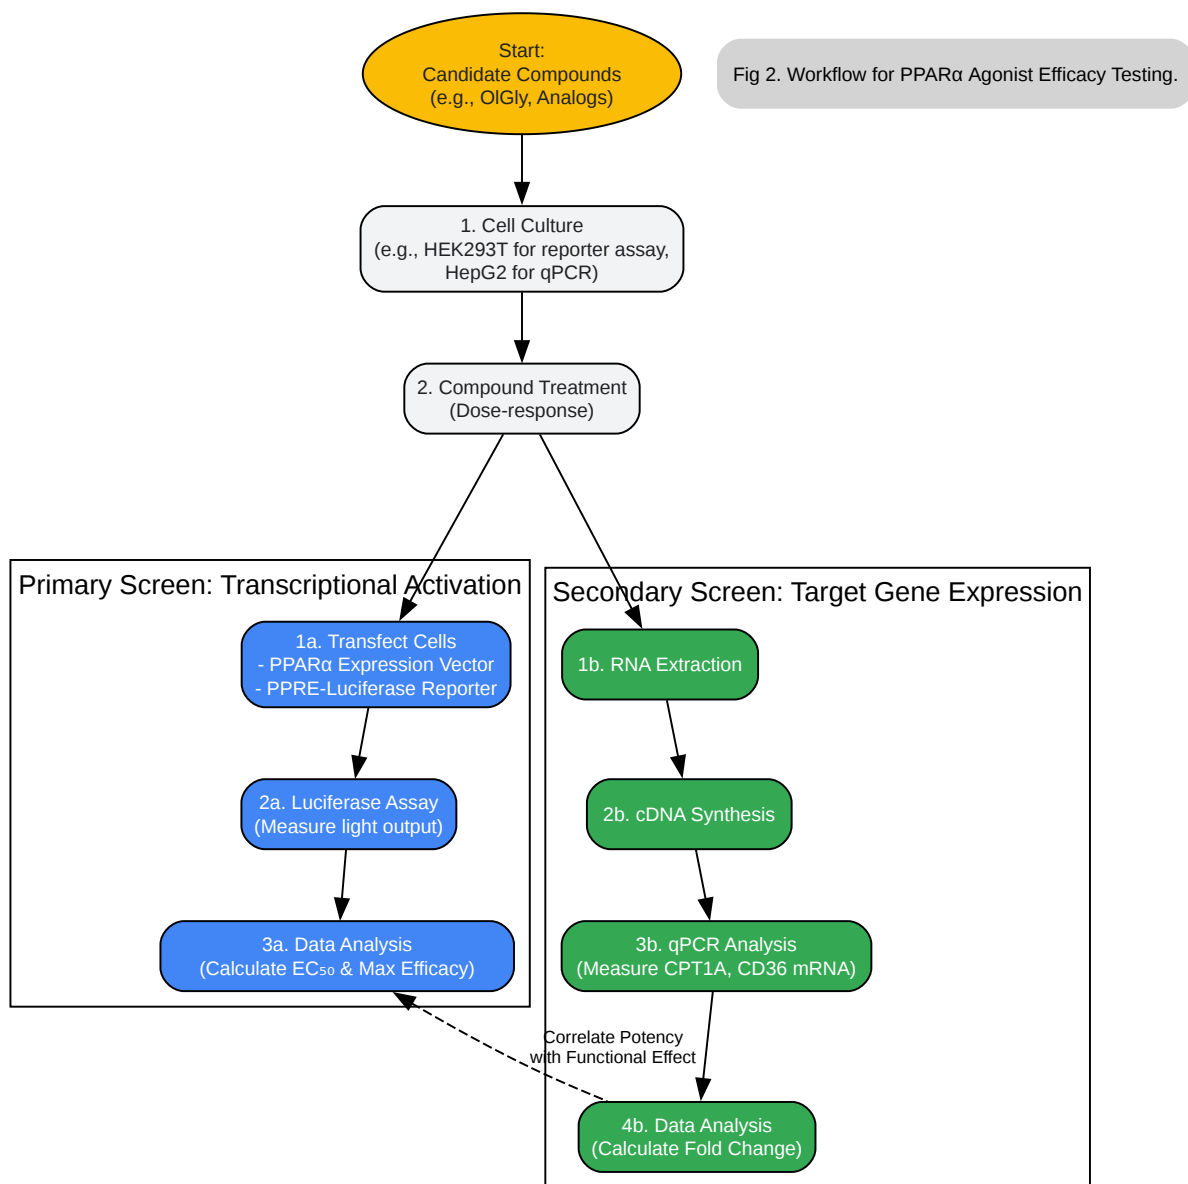 Start:
Candidate Compounds
(e.g., OlGly, Analogs)
Fig 2. Workflow for PPARα Agonist Efficacy Testing.
1. Cell Culture
(e.g., HEK293T for reporter assay,
HepG2 for qPCR)
2. Compound Treatment
(Dose-response)
Primary Screen: Transcriptional Activation
1a. Transfect Cells
- PPARα Expression Vector
- PPRE-Luciferase Reporter
2a. Luciferase Assay
(Measure light output)
3a. Data Analysis
(Calculate EC₅₀ & Max Efficacy)
Secondary Screen: Target Gene Expression
1b. RNA Extraction
2b. cDNA Synthesis
3b. qPCR Analysis
(Measure CPT1A, CD36 mRNA)
Correlate Potency
with Functional Effect
4b. Data Analysis
(Calculate Fold Change)